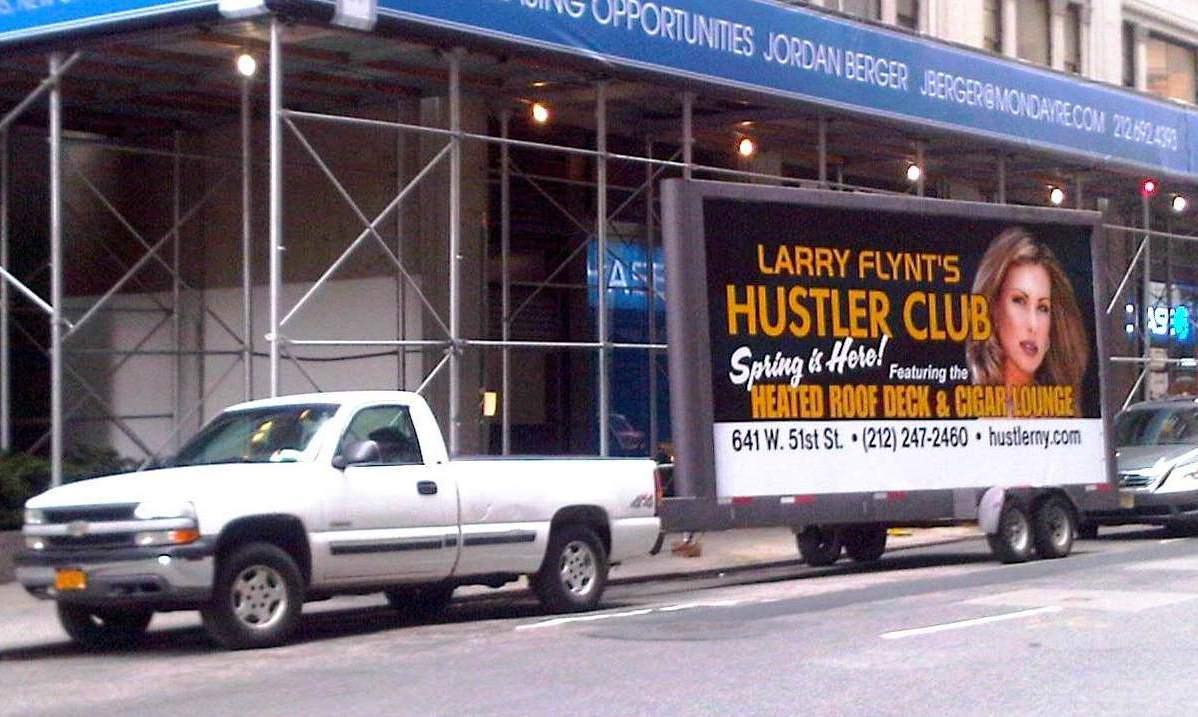 OPPORTUNITIES JORDAN BERGER JBERGER@MONDAYRE.COM 212.692.4393
LARRY FLYNT'S
HUSTLER CLUB
Spring is Here! Featuring the
HEATED ROOF DECK & CIGAR LOUNGE
641 W. 51st St. • (212) 247-2460 • hustlerny.com
4X4